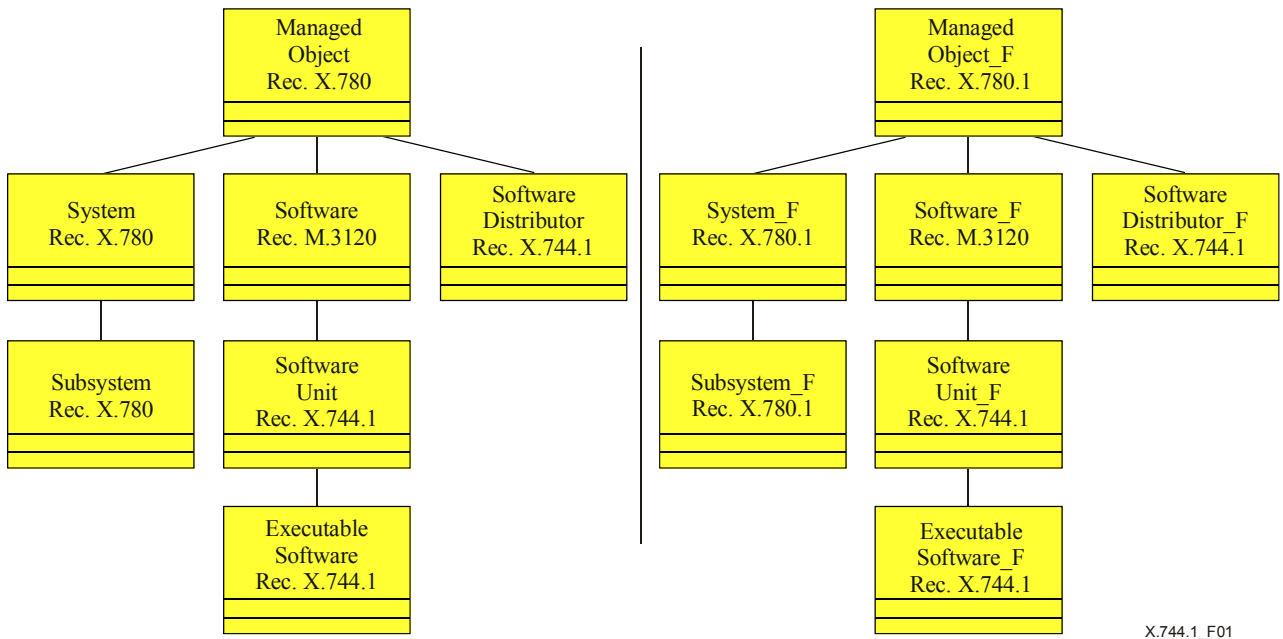 Managed
Object
Rec. X.780
System
Rec. X.780
Software
Rec. M.3120
Software
Distributor
Rec. X.744.1
Subsystem
Rec. X.780
Software
Unit
Rec. X.744.1
Executable
Software
Rec. X.744.1
Managed
Object_F
Rec. X.780.1
System_F
Rec. X.780.1
Software_F
Rec. M.3120
Software
Distributor_F
Rec. X.744.1
Subsystem_F
Rec. X.780.1
Software
Unit_F
Rec. X.744.1
Executable
Software_F
Rec. X.744.1
X.744.1_F01